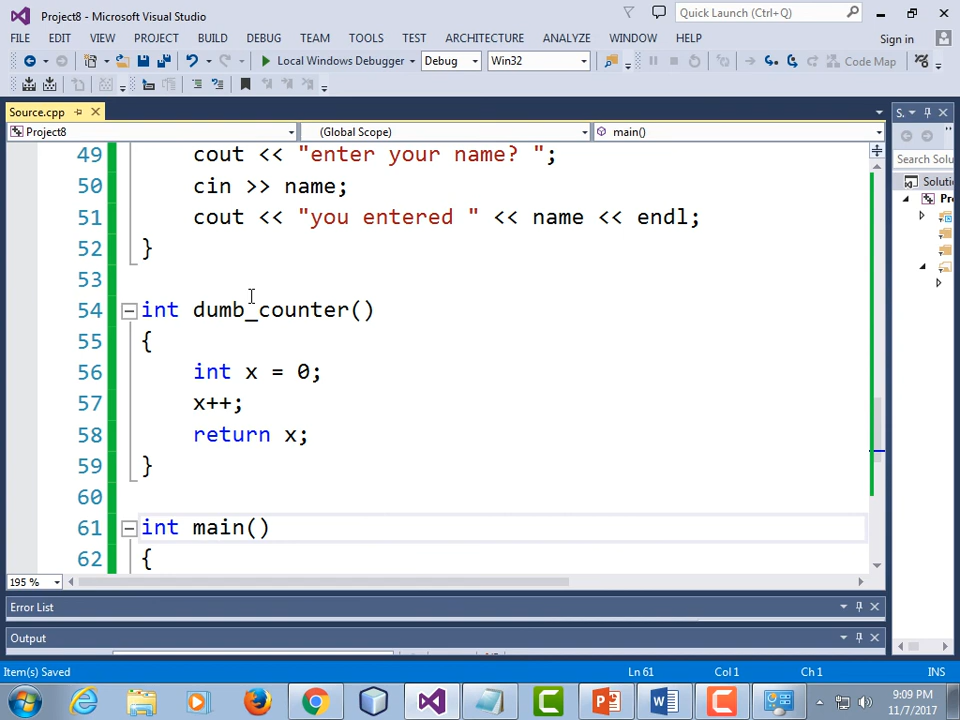 Project8 - Microsoft Visual Studio
Quick Launch (Ctrl+Q)
FILE EDIT VIEW PROJECT BUILD DEBUG TEAM TOOLS TEST ARCHITECTURE ANALYZE WINDOW HELP Sign in
Local Windows Debugger Debug Win32 Code Map
Source.cpp
S..
Project8 (Global Scope) main()
Search Solu
Soluti
Pr
49 cout << "enter your name? ";
50 cin >> name;
51 cout << "you entered " << name << endl;
52 }
53
54 int dumb_counter()
55 {
56 int x = 0;
57 x++;
58 return x;
59 }
60
61 int main()
62 {
195 %
Error List
Output
Item(s) Saved Ln 61 Col 1 Ch 1 INS
9:09 PM
11/7/2017